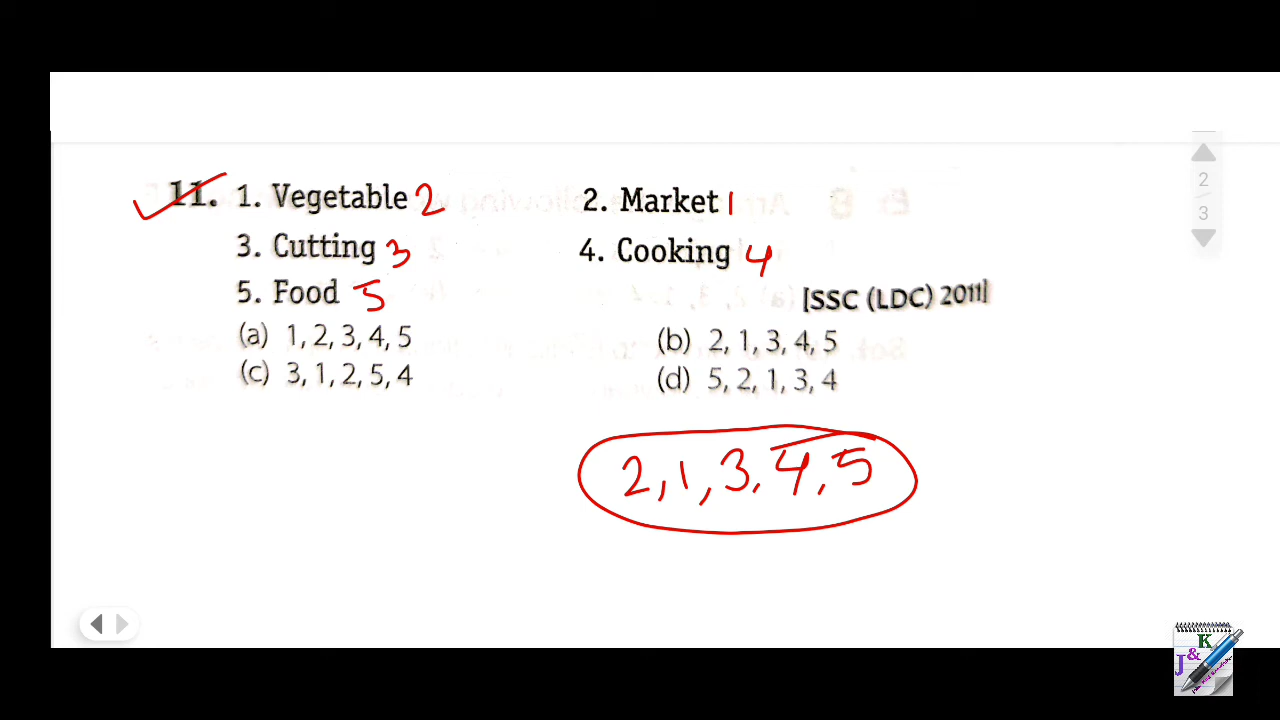 11. 1. Vegetable 2 2. Market 1
3. Cutting 3 4. Cooking 4
5. Food 5 [SSC (LDC) 2011]
(a) 1, 2, 3, 4, 5 (b) 2, 1, 3, 4, 5
(c) 3, 1, 2, 5, 4 (d) 5, 2, 1, 3, 4
2, 1, 3, 4, 5
2
3
J&K